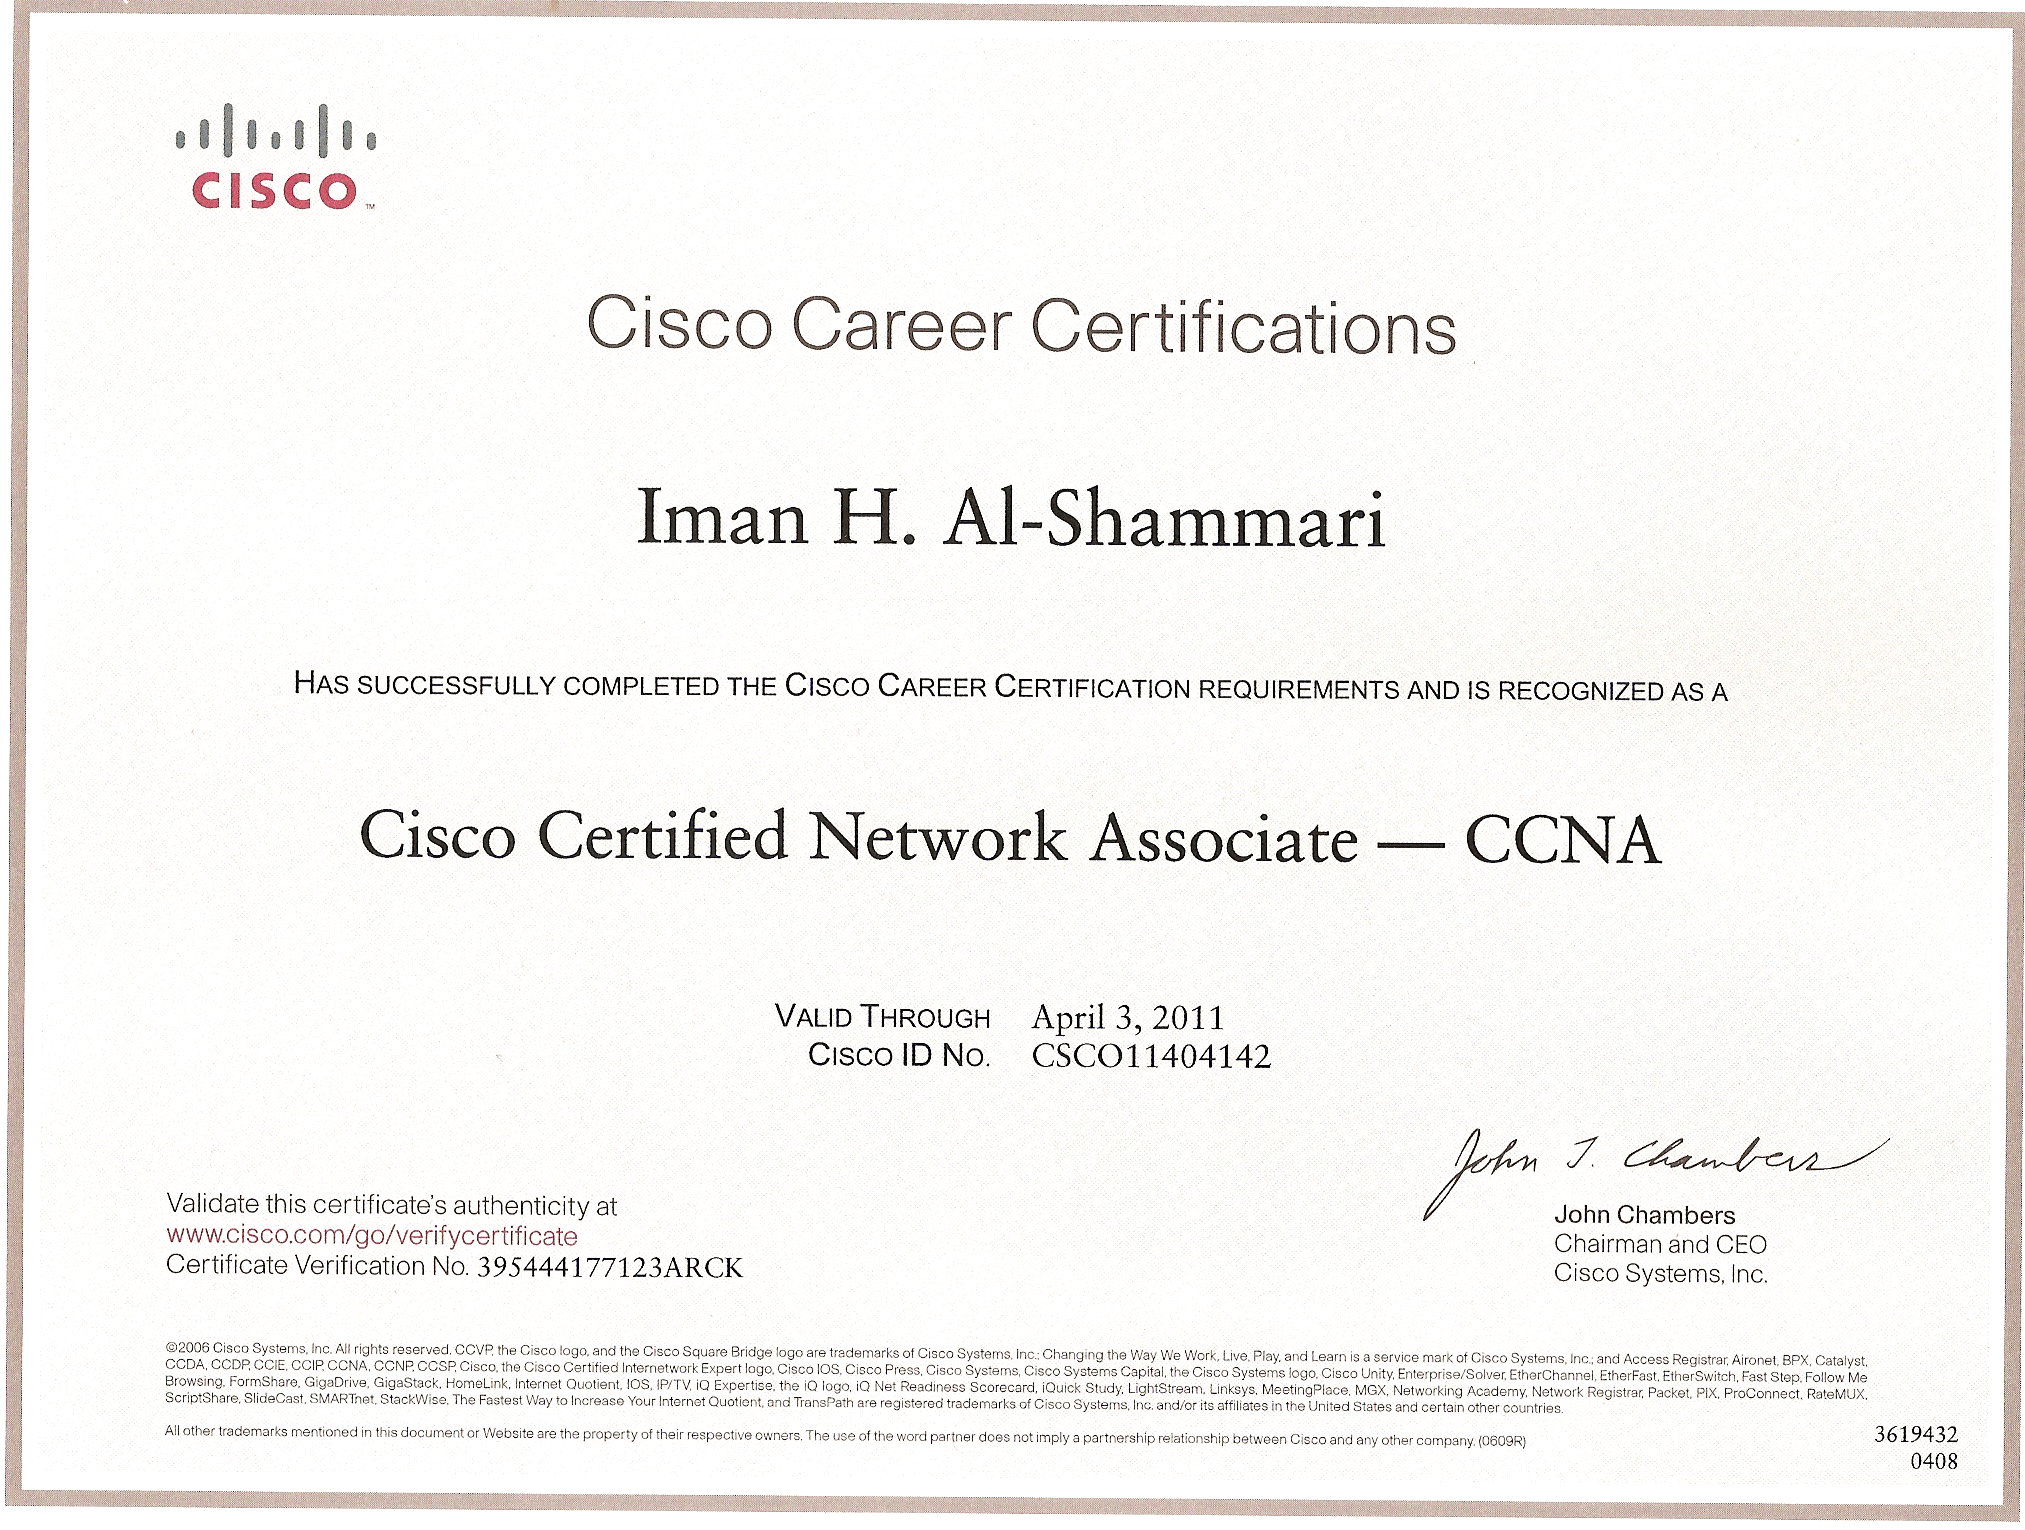 CISCO™
Cisco Career Certifications
Iman H. Al-Shammari
HAS SUCCESSFULLY COMPLETED THE CISCO CAREER CERTIFICATION REQUIREMENTS AND IS RECOGNIZED AS A
Cisco Certified Network Associate — CCNA
VALID THROUGH April 3, 2011
CISCO ID NO. CSCO11404142
John T. Chambers
Validate this certificate's authenticity at
www.cisco.com/go/verifycertificate
Certificate Verification No. 395444177123ARCK
John Chambers
Chairman and CEO
Cisco Systems, Inc.
©2006 Cisco Systems, Inc. All rights reserved. CCVP, the Cisco logo, and the Cisco Square Bridge logo are trademarks of Cisco Systems, Inc.; Changing the Way We Work, Live, Play, and Learn is a service mark of Cisco Systems, Inc.; and Access Registrar, Aironet, BPX, Catalyst,
CCDA, CCDP, CCIE, CCIP, CCNA, CCNP, CCSP, Cisco, the Cisco Certified Internetwork Expert logo, Cisco IOS, Cisco Press, Cisco Systems, Cisco Systems Capital, the Cisco Systems logo, Cisco Unity, Enterprise/Solver, EtherChannel, EtherFast, EtherSwitch, Fast Step, Follow Me
Browsing, FormShare, GigaDrive, GigaStack, HomeLink, Internet Quotient, IOS, IP/TV, iQ Expertise, the iQ logo, iQ Net Readiness Scorecard, iQuick Study, LightStream, Linksys, MeetingPlace, MGX, Networking Academy, Network Registrar, Packet, PIX, ProConnect, RateMUX,
ScriptShare, SlideCast, SMARTnet, StackWise, The Fastest Way to Increase Your Internet Quotient, and TransPath are registered trademarks of Cisco Systems, Inc. and/or its affiliates in the United States and certain other countries.
All other trademarks mentioned in this document or Website are the property of their respective owners. The use of the word partner does not imply a partnership relationship between Cisco and any other company. (0609R)
3619432
0408